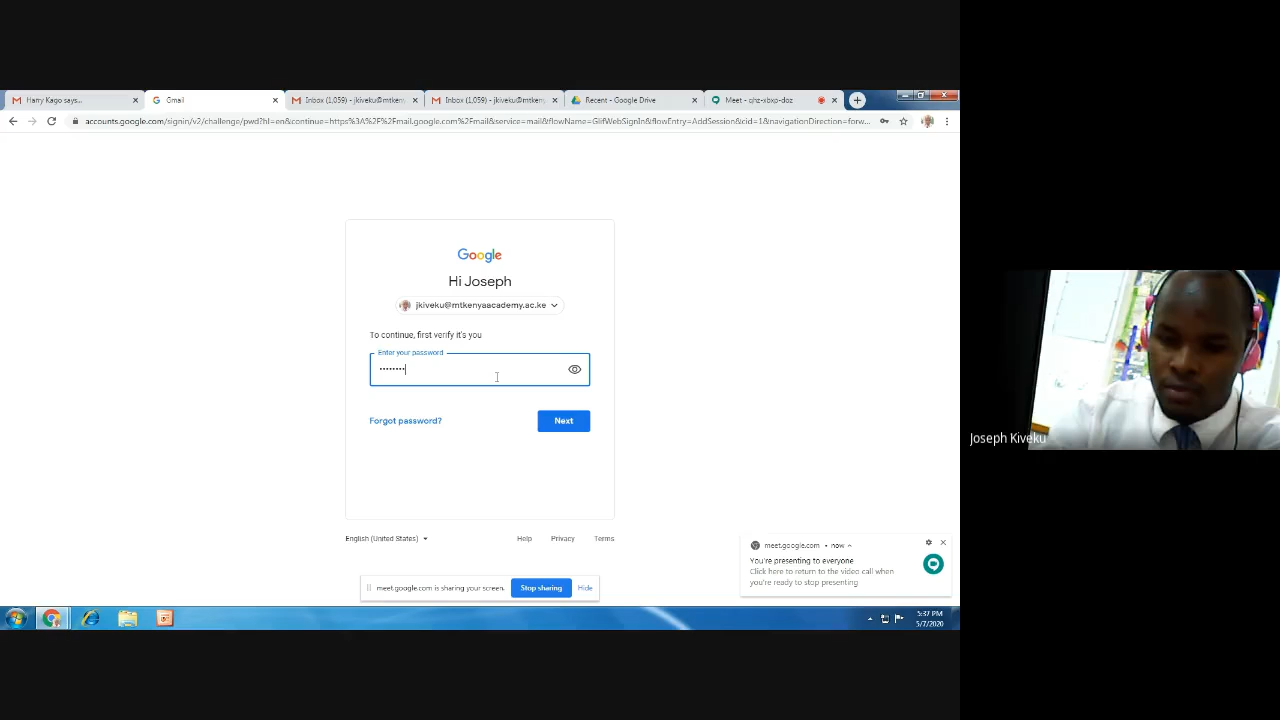 Harry Kago says...
Gmail
Inbox (1,059) - jkiveku@mtken
Inbox (1,059) - jkiveku@mtken
Recent - Google Drive
Meet - qhz-xbxp-doz
accounts.google.com/signin/v2/challenge/pwd?hl=en&continue=https%3A%2F%2Fmail.google.com%2Fmail&service=mail&flowName=GlifWebSignIn&flowEntry=AddSession&cid=1&navigationDirection=forw...
Google
Hi Joseph
jkiveku@mtkenyaacademy.ac.ke
To continue, first verify it's you
Enter your password
••••••••
Forgot password?
Next
English (United States)
Help
Privacy
Terms
meet.google.com • now
You're presenting to everyone
Click here to return to the video call when
you're ready to stop presenting
meet.google.com is sharing your screen.
Stop sharing
Hide
5:37 PM
5/7/2020
Joseph Kiveku